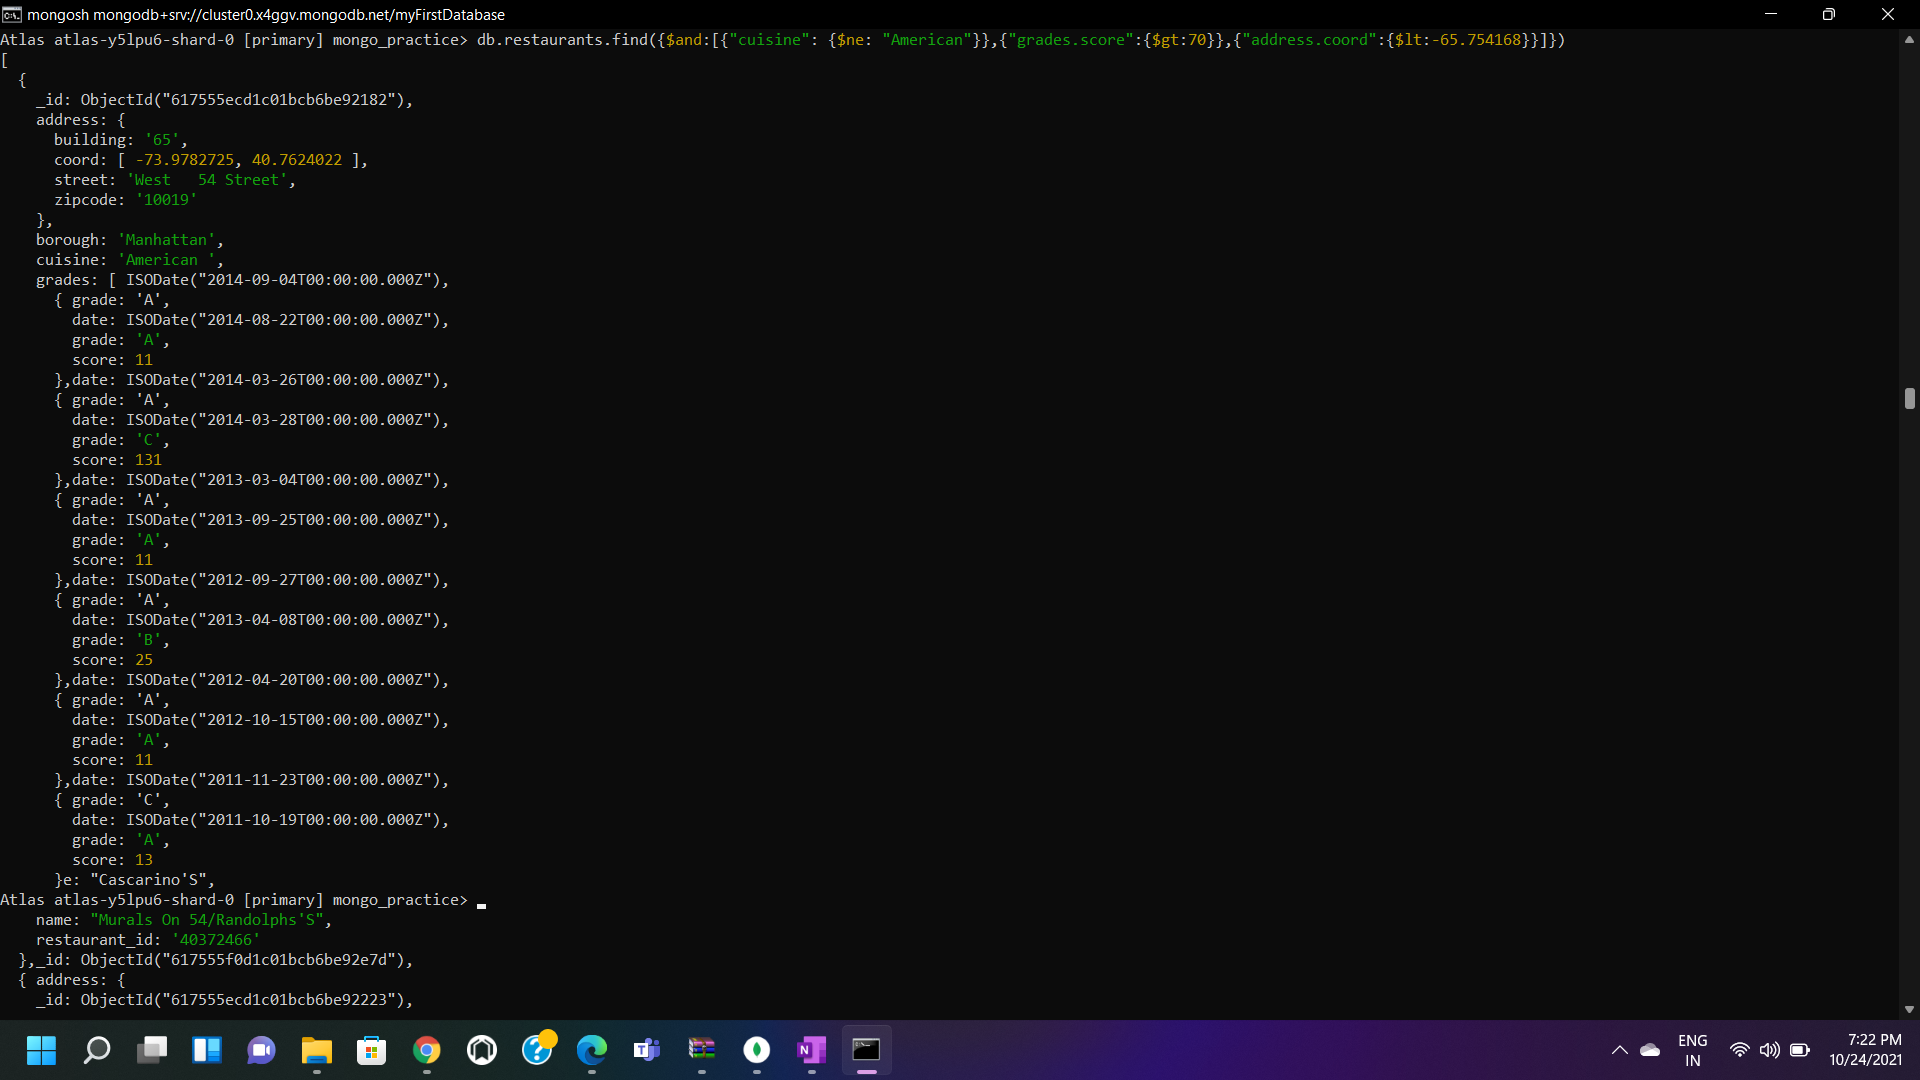 mongosh mongodb+srv://cluster0.x4ggv.mongodb.net/myFirstDatabase
Atlas atlas-y5lpu6-shard-0 [primary] mongo_practice> db.restaurants.find({$and:[{"cuisine": {$ne: "American"}},{"grades.score":{$gt:70}},{"address.coord":{$lt:-65.754168}}]})
[
  {
    _id: ObjectId("617555ecd1c01bcb6be92182"),
    address: {
      building: '65',
      coord: [ -73.9782725, 40.7624022 ],
      street: 'West   54 Street',
      zipcode: '10019'
    },
    borough: 'Manhattan',
    cuisine: 'American ',
    grades: [ ISODate("2014-09-04T00:00:00.000Z"),
      { grade: 'A',
        date: ISODate("2014-08-22T00:00:00.000Z"),
        grade: 'A',
        score: 11
      },date: ISODate("2014-03-26T00:00:00.000Z"),
      { grade: 'A',
        date: ISODate("2014-03-28T00:00:00.000Z"),
        grade: 'C',
        score: 131
      },date: ISODate("2013-03-04T00:00:00.000Z"),
      { grade: 'A',
        date: ISODate("2013-09-25T00:00:00.000Z"),
        grade: 'A',
        score: 11
      },date: ISODate("2012-09-27T00:00:00.000Z"),
      { grade: 'A',
        date: ISODate("2013-04-08T00:00:00.000Z"),
        grade: 'B',
        score: 25
      },date: ISODate("2012-04-20T00:00:00.000Z"),
      { grade: 'A',
        date: ISODate("2012-10-15T00:00:00.000Z"),
        grade: 'A',
        score: 11
      },date: ISODate("2011-11-23T00:00:00.000Z"),
      { grade: 'C',
        date: ISODate("2011-10-19T00:00:00.000Z"),
        grade: 'A',
        score: 13
      }e: "Cascarino'S",
Atlas atlas-y5lpu6-shard-0 [primary] mongo_practice>
    name: "Murals On 54/Randolphs'S",
    restaurant_id: '40372466'
  },_id: ObjectId("617555f0d1c01bcb6be92e7d"),
  { address: {
    _id: ObjectId("617555ecd1c01bcb6be92223"),
ENG
IN
7:22 PM
10/24/2021